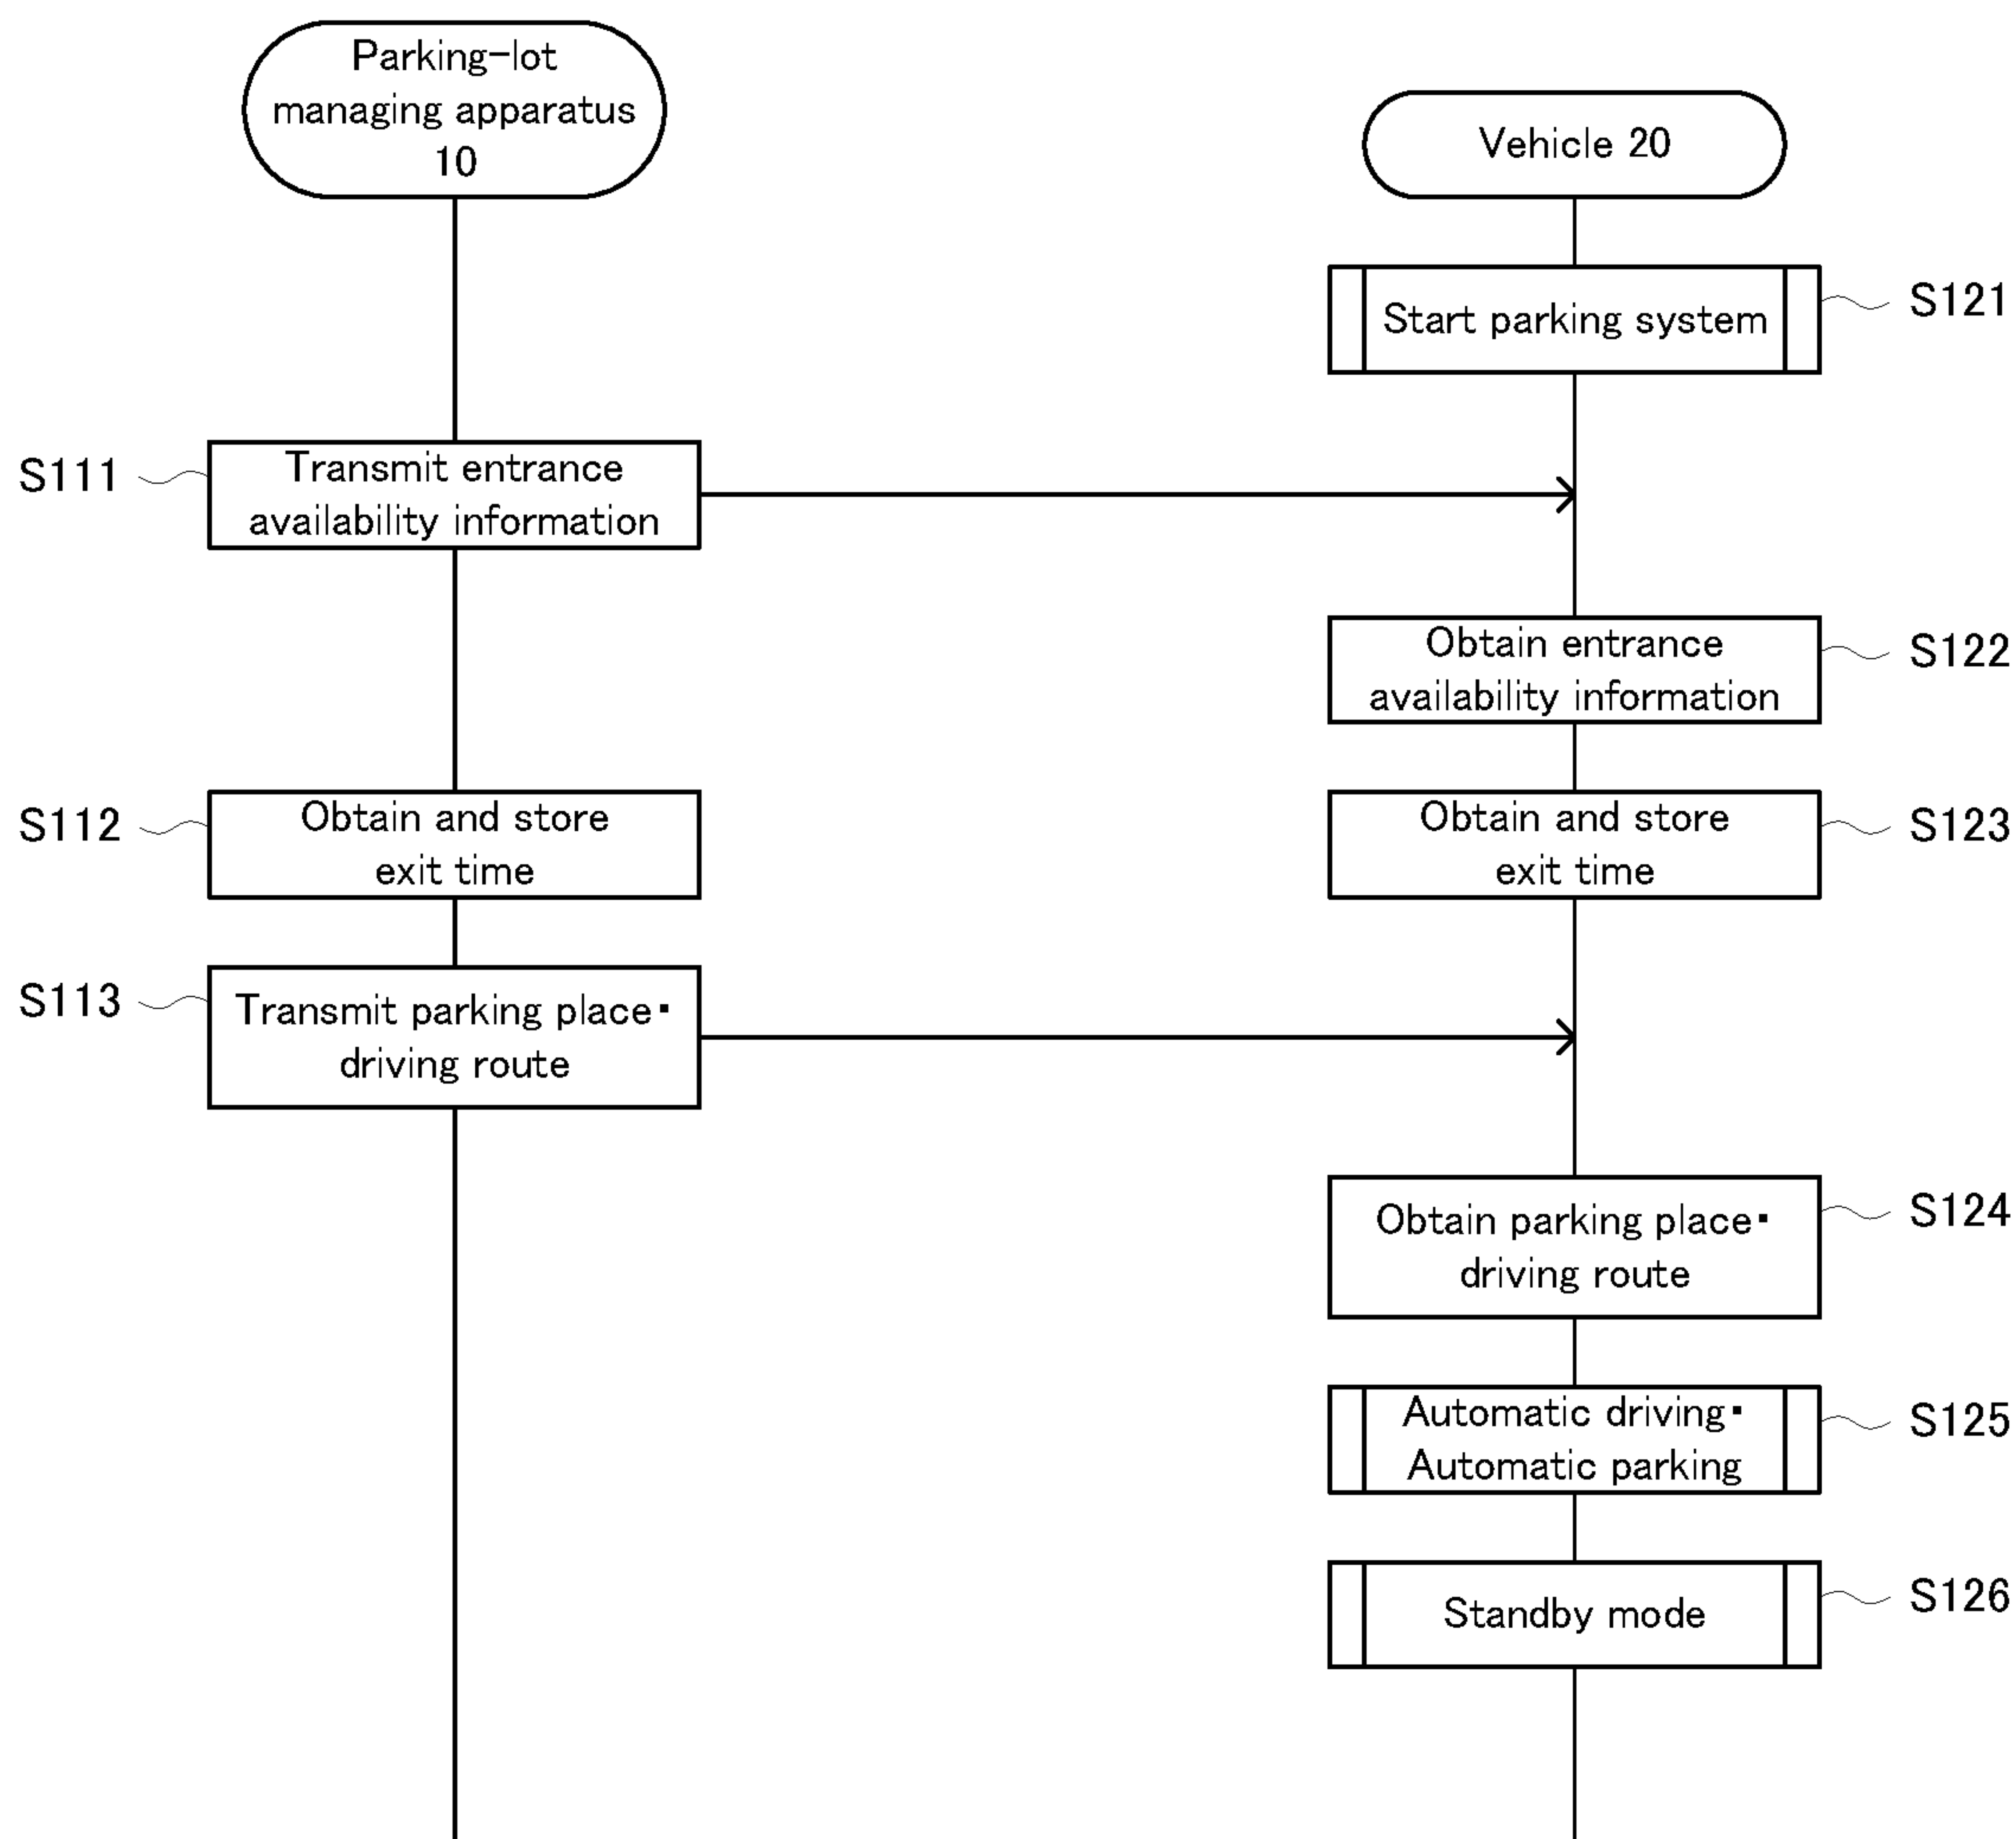 Parking-lot
managing apparatus
10
Vehicle 20
Start parking system
S121
S111
Transmit entrance
availability information
Obtain entrance
availability information
S122
S112
Obtain and store
exit time
Obtain and store
exit time
S123
S113
Transmit parking place・
driving route
Obtain parking place・
driving route
S124
Automatic driving・
Automatic parking
S125
Standby mode
S126